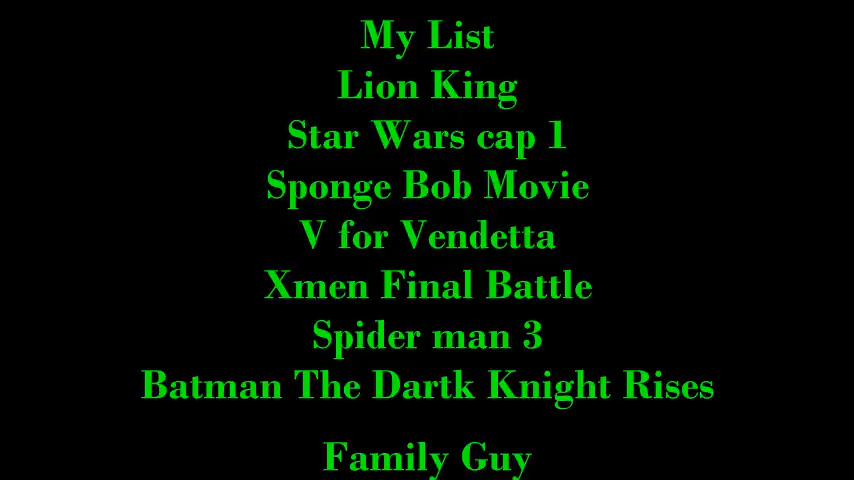 My List
Lion King
Star Wars cap 1
Sponge Bob Movie
V for Vendetta
Xmen Final Battle
Spider man 3
Batman The Dartk Knight Rises
Family Guy